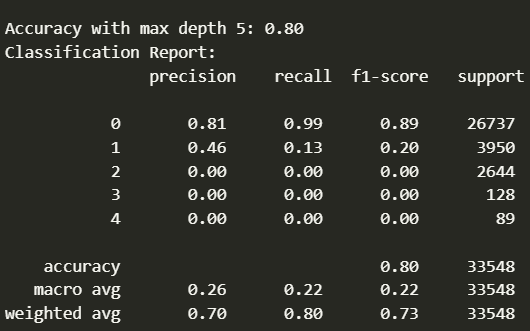 Accuracy with max depth 5: 0.80
Classification Report:
precision recall f1-score support
0 0.81 0.99 0.89 26737
1 0.46 0.13 0.20 3950
2 0.00 0.00 0.00 2644
3 0.00 0.00 0.00 128
4 0.00 0.00 0.00 89
accuracy 0.80 33548
macro avg 0.26 0.22 0.22 33548
weighted avg 0.70 0.80 0.73 33548